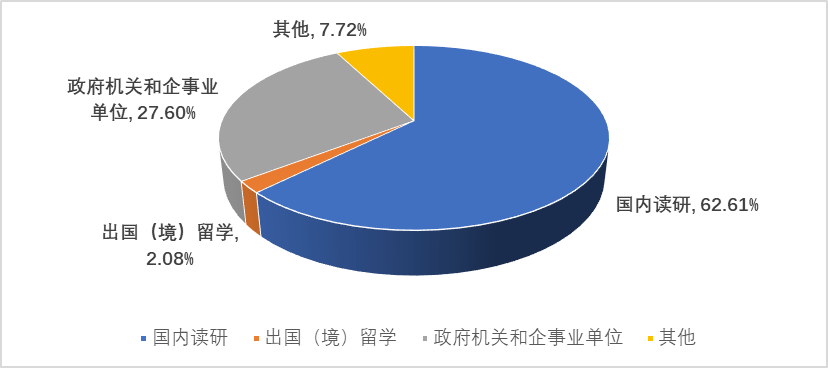 其他, 7.72%
政府机关和企事业
单位, 27.60%
国内读研, 62.61%
出国（境）留学,
2.08%
国内读研 出国（境）留学 政府机关和企事业单位 其他